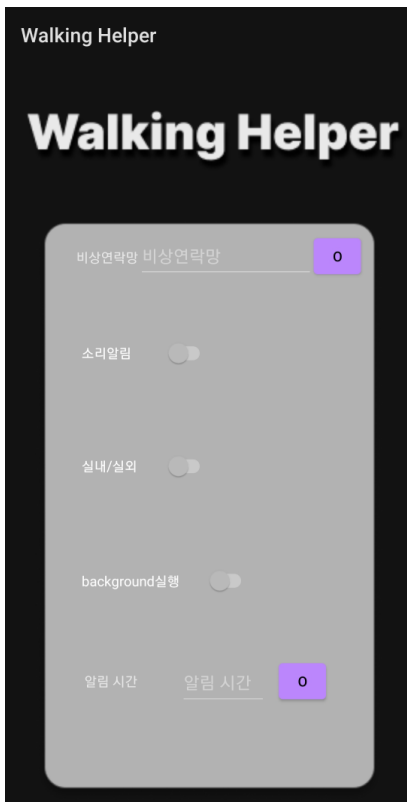 Walking Helper
Walking Helper
비상연락망 비상연락망 O
소리알림
실내/실외
background실행
알림 시간 알림 시간 O